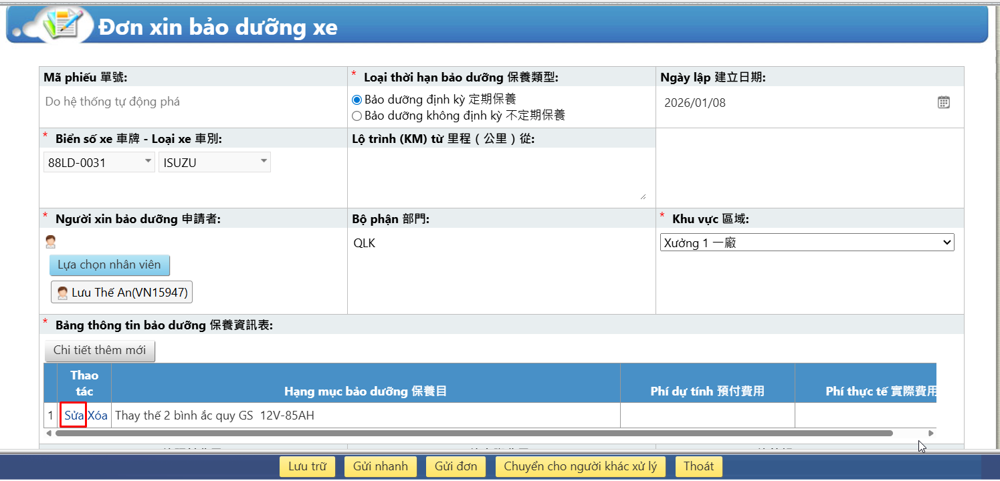 Đơn xin bảo dưỡng xe
Mã phiếu 單號:
* Loại thời hạn bảo dưỡng 保養類型:
Ngày lập 建立日期:
Do hệ thống tự động phá
Bảo dưỡng định kỳ 定期保養
Bảo dưỡng không định kỳ 不定期保養
2026/01/08
* Biển số xe 車牌 - Loại xe 車別:
Lộ trình (KM) từ 里程（公里）從:
88LD-0031
ISUZU
* Người xin bảo dưỡng 申請者:
Bộ phận 部門:
* Khu vực 區域:
Lựa chọn nhân viên
Lưu Thế An(VN15947)
QLK
Xưởng 1 一廠
* Bảng thông tin bảo dưỡng 保養資訊表:
Chi tiết thêm mới
Thao tác
Hạng mục bảo dưỡng 保養目
Phí dự tính 預付費用
Phí thực tế 實際費用
1 Sửa Xóa Thay thế 2 bình ắc quy GS  12V-85AH
Lưu trữ
Gửi nhanh
Gửi đơn
Chuyển cho người khác xử lý
Thoát